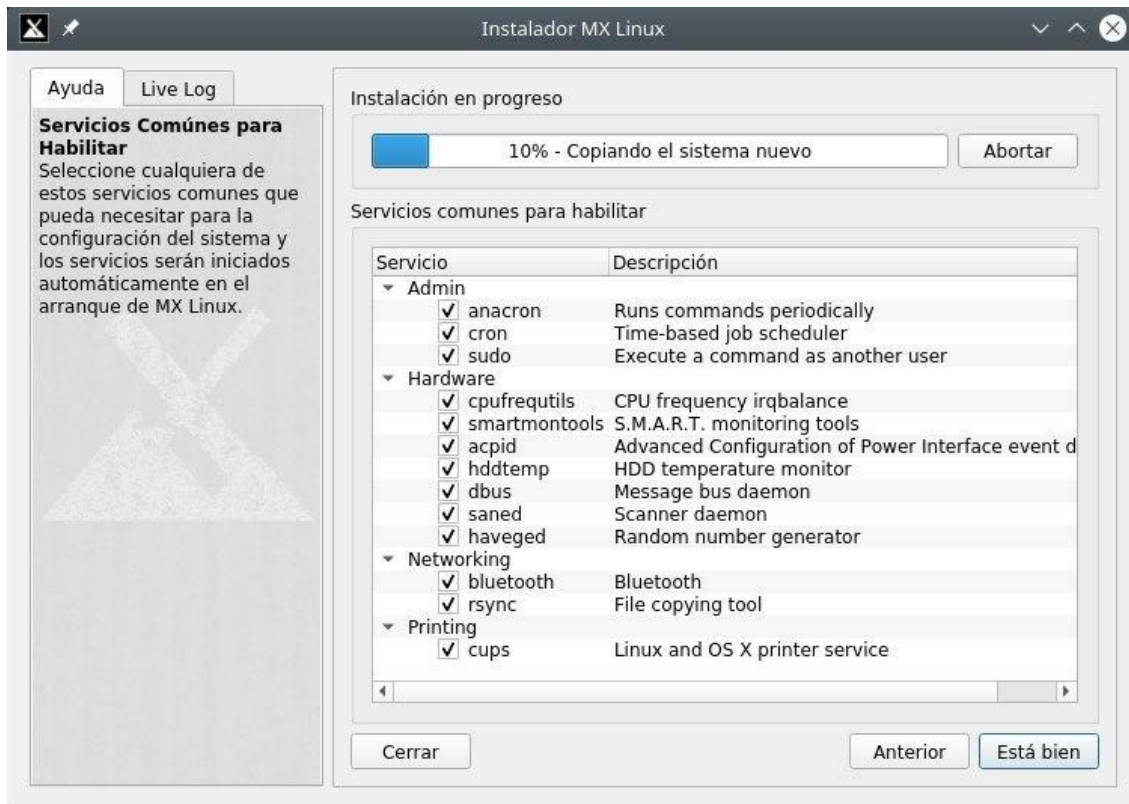 Instalador MX Linux
Ayuda
Live Log
Servicios Comúnes para
Habilitar
Seleccione cualquiera de
estos servicios comunes que
pueda necesitar para la
configuración del sistema y
los servicios serán iniciados
automáticamente en el
arranque de MX Linux.
Instalación en progreso
10% - Copiando el sistema nuevo
Abortar
Servicios comunes para habilitar
Servicio Descripción
Admin
anacron Runs commands periodically
cron Time-based job scheduler
sudo Execute a command as another user
Hardware
cpufrequtils CPU frequency irqbalance
smartmontools S.M.A.R.T. monitoring tools
acpid Advanced Configuration of Power Interface event d
hddtemp HDD temperature monitor
dbus Message bus daemon
saned Scanner daemon
haveged Random number generator
Networking
bluetooth Bluetooth
rsync File copying tool
Printing
cups Linux and OS X printer service
Cerrar
Anterior
Está bien